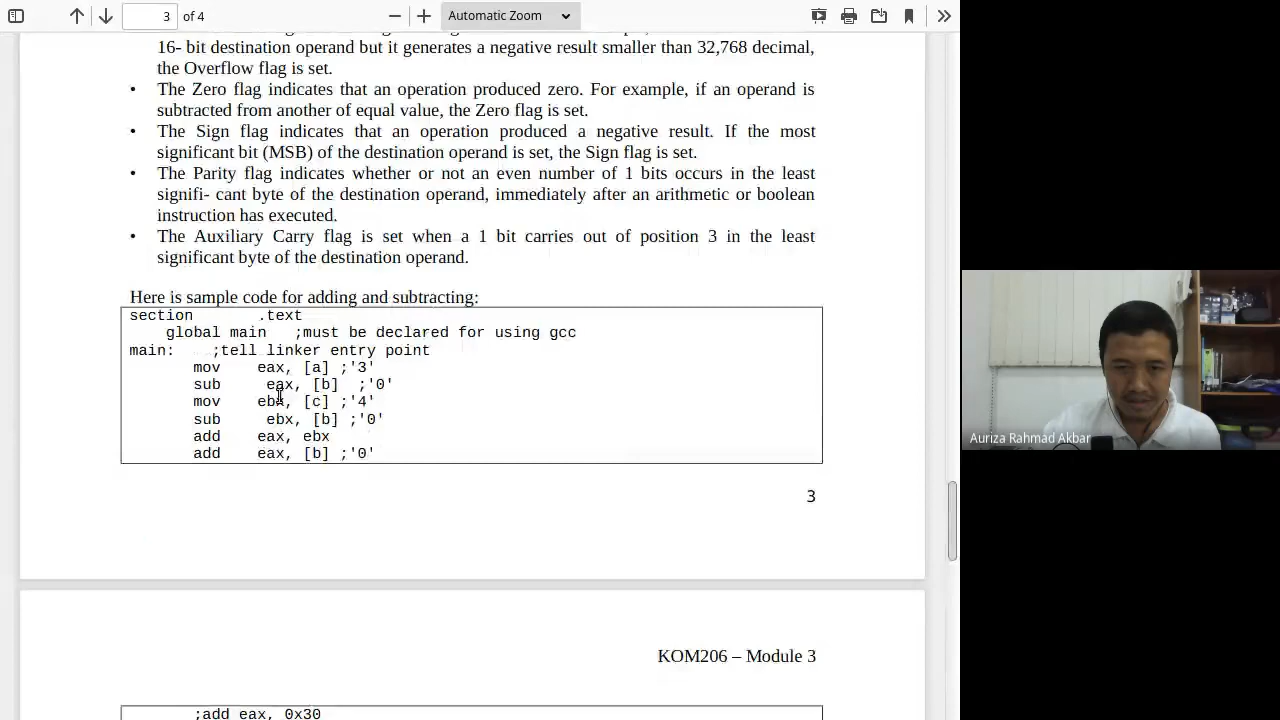 3 of 4 Automatic Zoom
16- bit destination operand but it generates a negative result smaller than 32,768 decimal,
the Overflow flag is set.
• The Zero flag indicates that an operation produced zero. For example, if an operand is
subtracted from another of equal value, the Zero flag is set.
• The Sign flag indicates that an operation produced a negative result. If the most
significant bit (MSB) of the destination operand is set, the Sign flag is set.
• The Parity flag indicates whether or not an even number of 1 bits occurs in the least
signifi- cant byte of the destination operand, immediately after an arithmetic or boolean
instruction has executed.
• The Auxiliary Carry flag is set when a 1 bit carries out of position 3 in the least
significant byte of the destination operand.
Here is sample code for adding and subtracting:
section .text
global main ;must be declared for using gcc
main: ;tell linker entry point
mov eax, [a] ;'3'
sub eax, [b] ;'0'
mov ebx, [c] ;'4'
sub ebx, [b] ;'0'
add eax, ebx
add eax, [b] ;'0'
3
KOM206 – Module 3
;add eax, 0x30
Auriza Rahmad Akbar